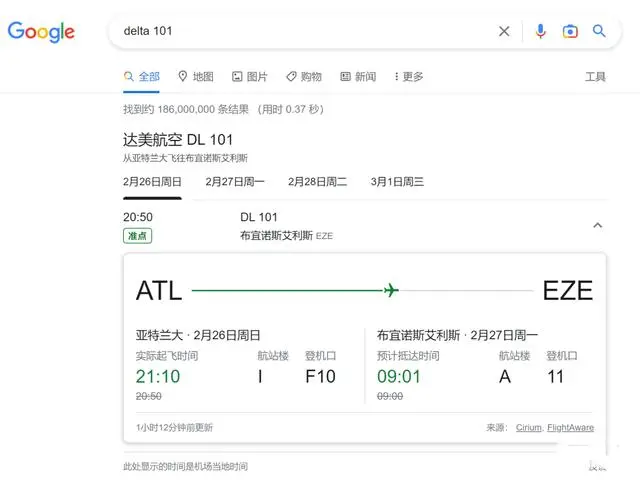 Google delta 101
全部 地图 图片 购物 新闻 更多 工具
找到约 186,000,000 条结果 （用时 0.37 秒）
达美航空 DL 101
从亚特兰大飞往布宜诺斯艾利斯
2月26日周日 2月27日周一 2月28日周二 3月1日周三
20:50 DL 101
准点 布宜诺斯艾利斯 EZE
ATL EZE
亚特兰大 · 2月26日周日 布宜诺斯艾利斯 · 2月27日周一
实际起飞时间 航站楼 登机口 预计抵达时间 航站楼 登机口
21:10 I F10 09:01 A 11
20:50 09:00
1小时12分钟前更新 来源： Cirium, FlightAware
此处显示的时间是机场当地时间